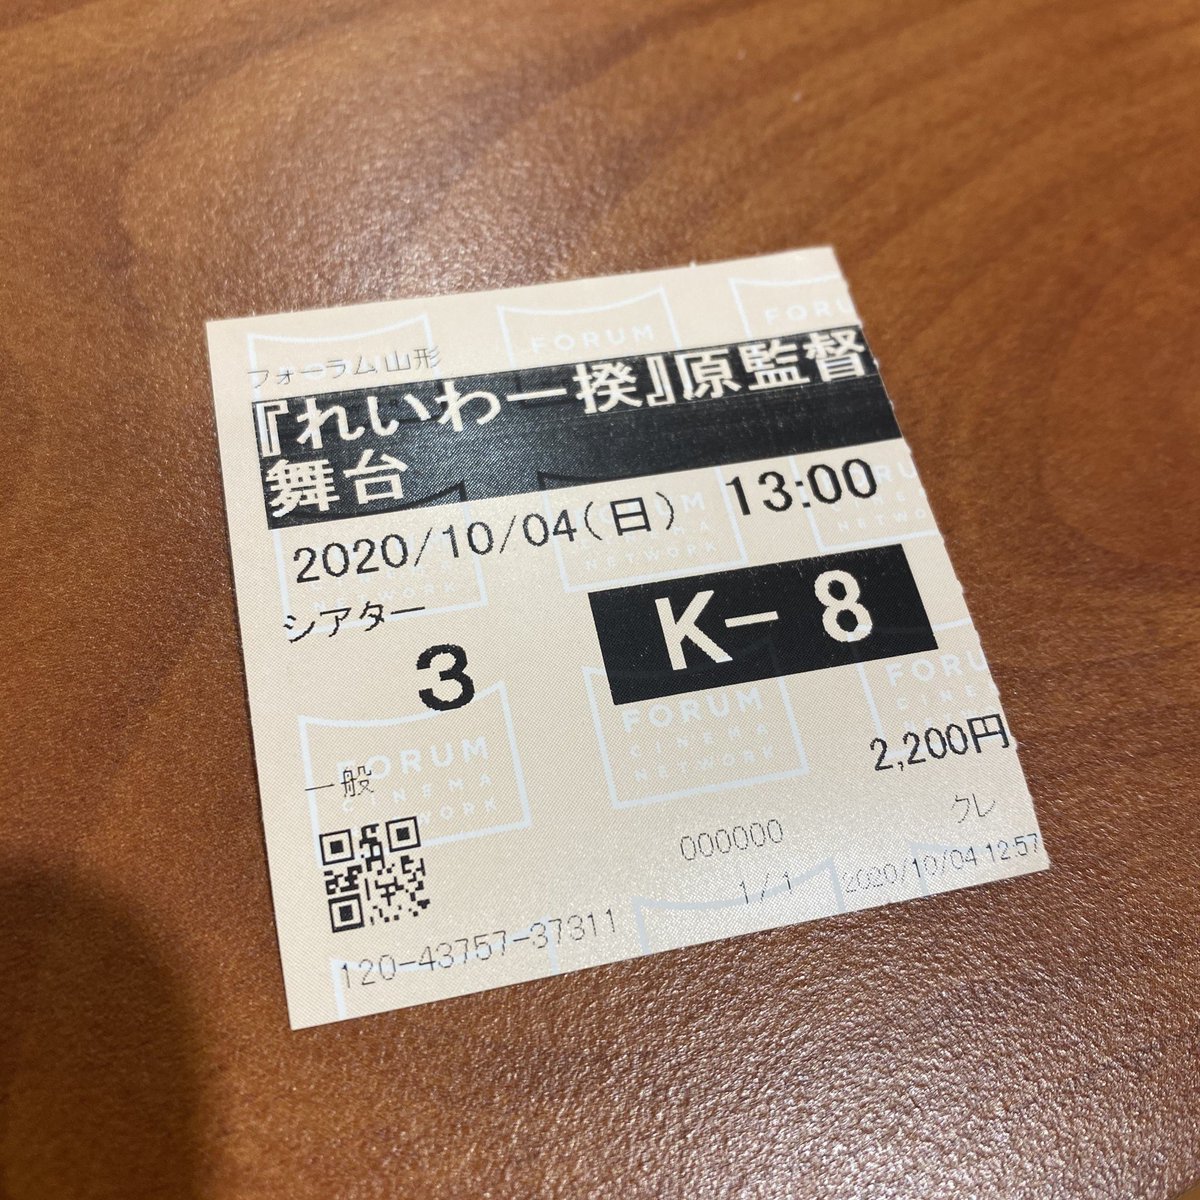 フォーラム山形
『れいわ一揆』原監督
舞台
2020/10/04(日) 13:00
シアター
3
K- 8
2,200円
一般
クレ
000000
1/1 2020/10/04 12:57
120-43757-37311
FORUM
CINEMA
NETWORK